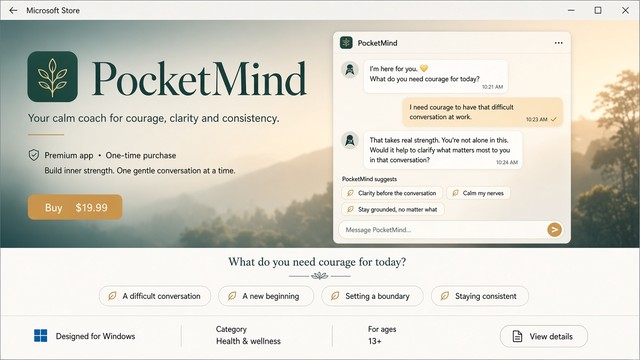 Microsoft Store
PocketMind
Your calm coach for courage, clarity and consistency.
Premium app • One-time purchase
Build inner strength. One gentle conversation at a time.
Buy $19.99
PocketMind
I'm here for you. 💛
What do you need courage for today?
10:21 AM
I need courage to have that difficult
conversation at work.
10:23 AM
That takes real strength. You're not alone in this.
Would it help to clarify what matters most to you
in that conversation?
10:24 AM
PocketMind suggests
Clarity before the conversation
Calm my nerves
Stay grounded, no matter what
Message PocketMind...
What do you need courage for today?
A difficult conversation
A new beginning
Setting a boundary
Staying consistent
Designed for Windows
Category
Health & wellness
For ages
13+
View details